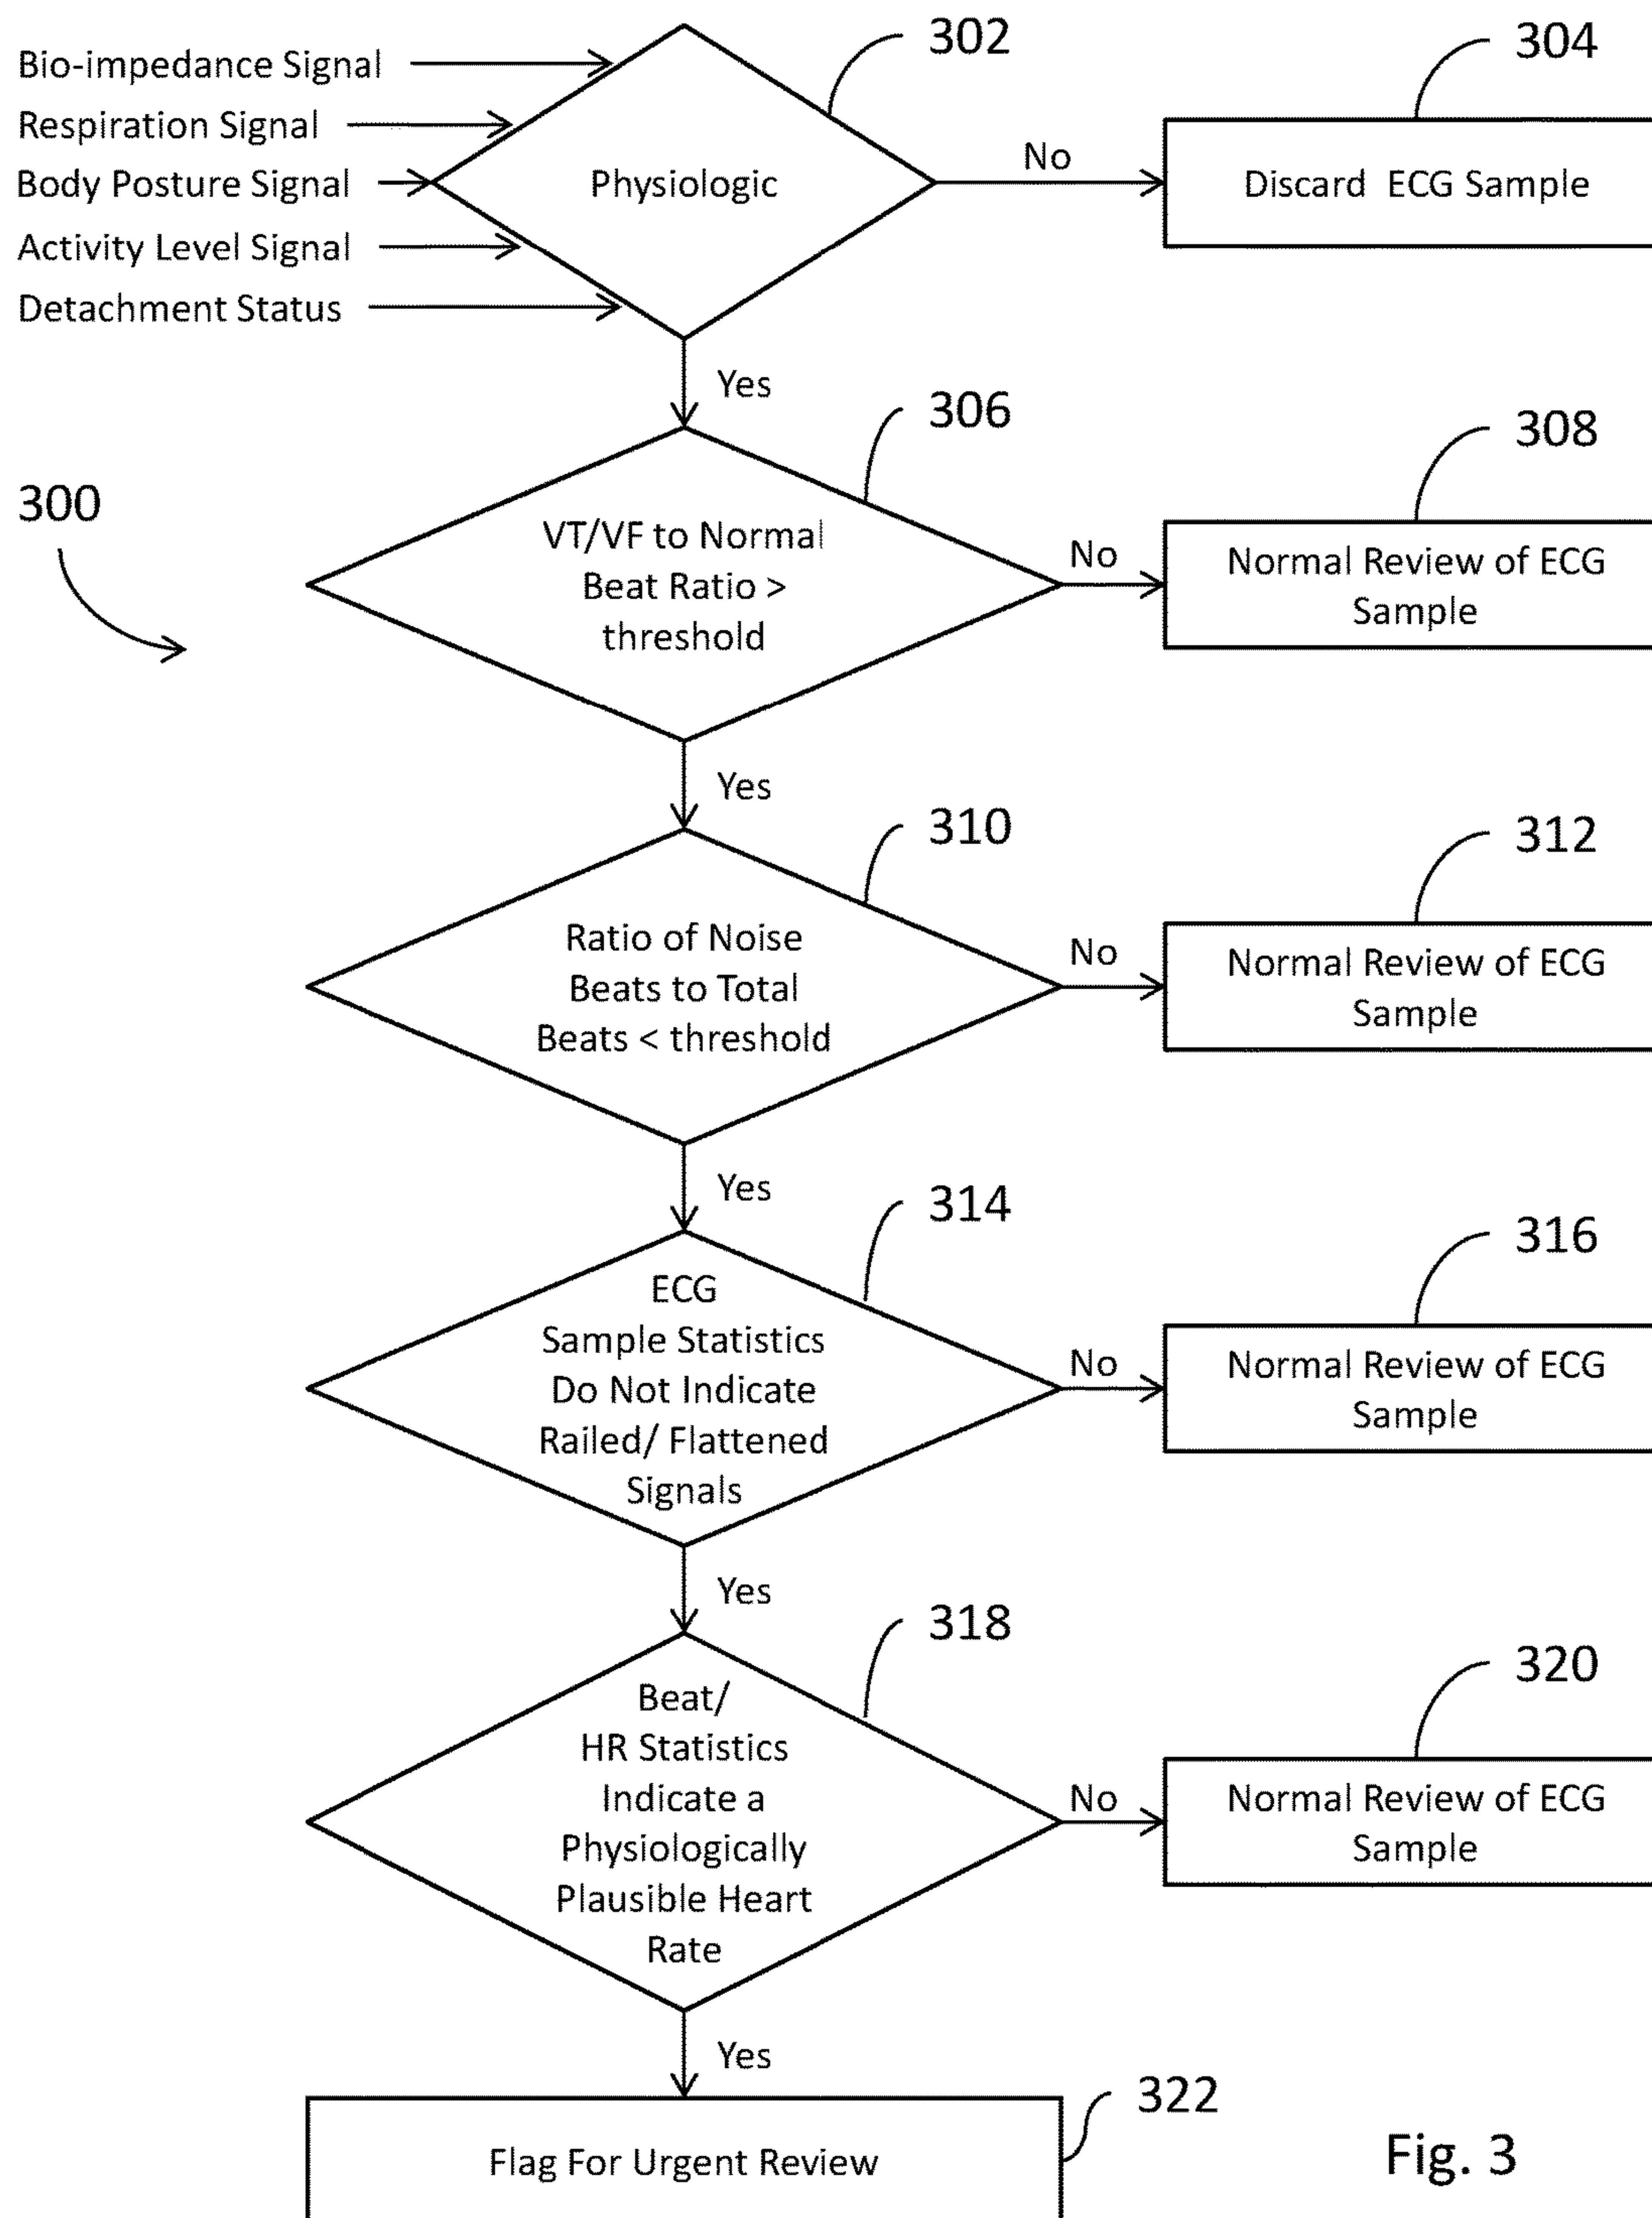 302
304
Bio-impedance Signal
Respiration Signal
Body Posture Signal
Activity Level Signal
Detachment Status
Physiologic
No
Discard ECG Sample
Yes
306
308
300
VT/VF to Normal
Beat Ratio >
threshold
No
Normal Review of ECG
Sample
Yes
310
312
Ratio of Noise
Beats to Total
Beats < threshold
No
Normal Review of ECG
Sample
Yes
314
316
ECG
Sample Statistics
Do Not Indicate
Railed/ Flattened
Signals
No
Normal Review of ECG
Sample
Yes
318
320
Beat/
HR Statistics
Indicate a
Physiologically
Plausible Heart
Rate
No
Normal Review of ECG
Sample
Yes
322
Flag For Urgent Review
Fig. 3